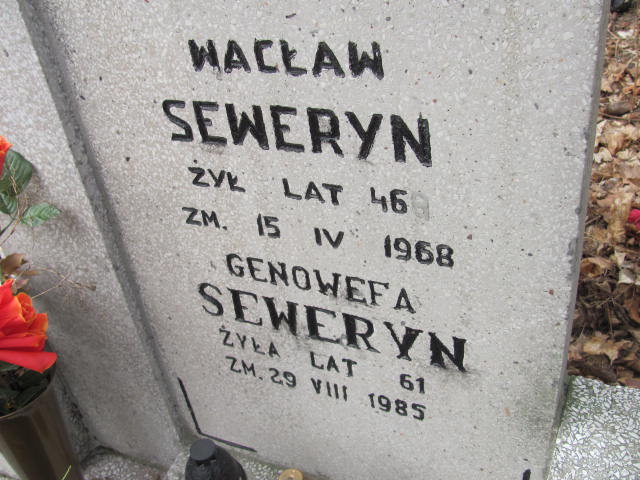 WACŁAW
SEWERYN
ŻYŁ LAT 46
ZM. 15 IV 1968
GENOWEFA
SEWERYN
ŻYŁA LAT 61
ZM. 29 VIII 1985